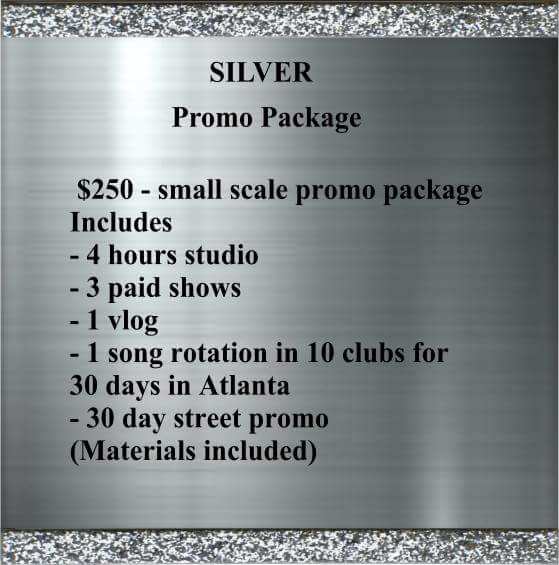 SILVER
Promo Package
$250 - small scale promo package
Includes
- 4 hours studio
- 3 paid shows
- 1 vlog
- 1 song rotation in 10 clubs for
30 days in Atlanta
- 30 day street promo
(Materials included)